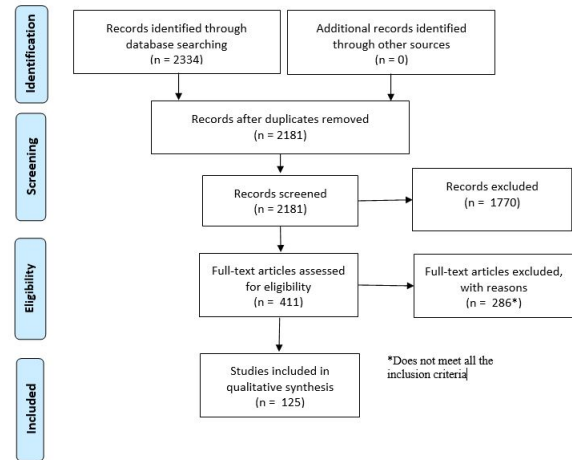 Identification
Records identified through
database searching
(n = 2334)
Additional records identified
through other sources
(n = 0)
Records after duplicates removed
(n = 2181)
Screening
Records screened
(n = 2181)
Records excluded
(n = 1770)
Eligibility
Full-text articles assessed
for eligibility
(n = 411)
Full-text articles excluded,
with reasons
(n = 286*)
Included
Studies included in
qualitative synthesis
(n = 125)
*Does not meet all the
inclusion criteria